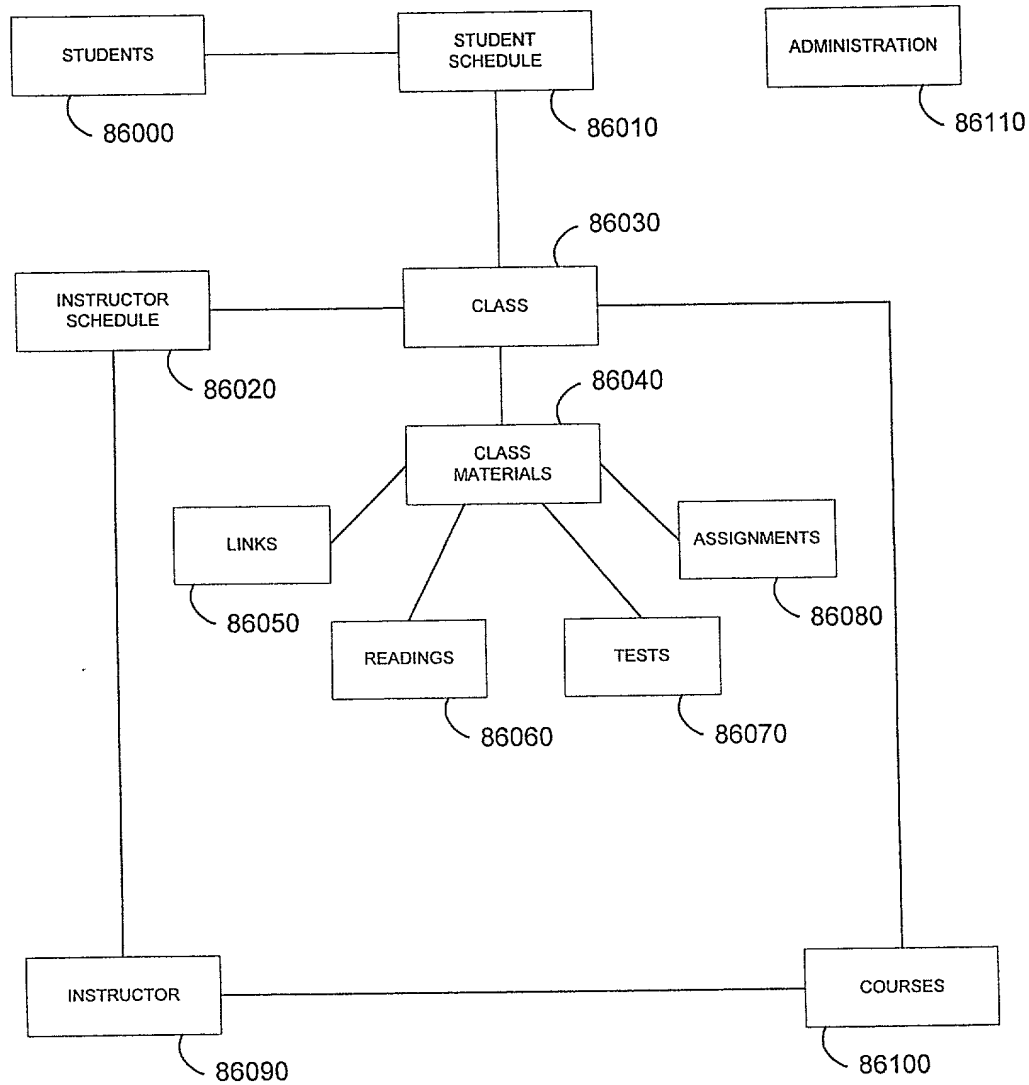 STUDENTS
STUDENT
SCHEDULE
ADMINISTRATION
86000
86010
86110
86030
INSTRUCTOR
SCHEDULE
CLASS
86020
86040
CLASS
MATERIALS
LINKS
ASSIGNMENTS
86050
86080
READINGS
TESTS
86060
86070
INSTRUCTOR
COURSES
86090
86100